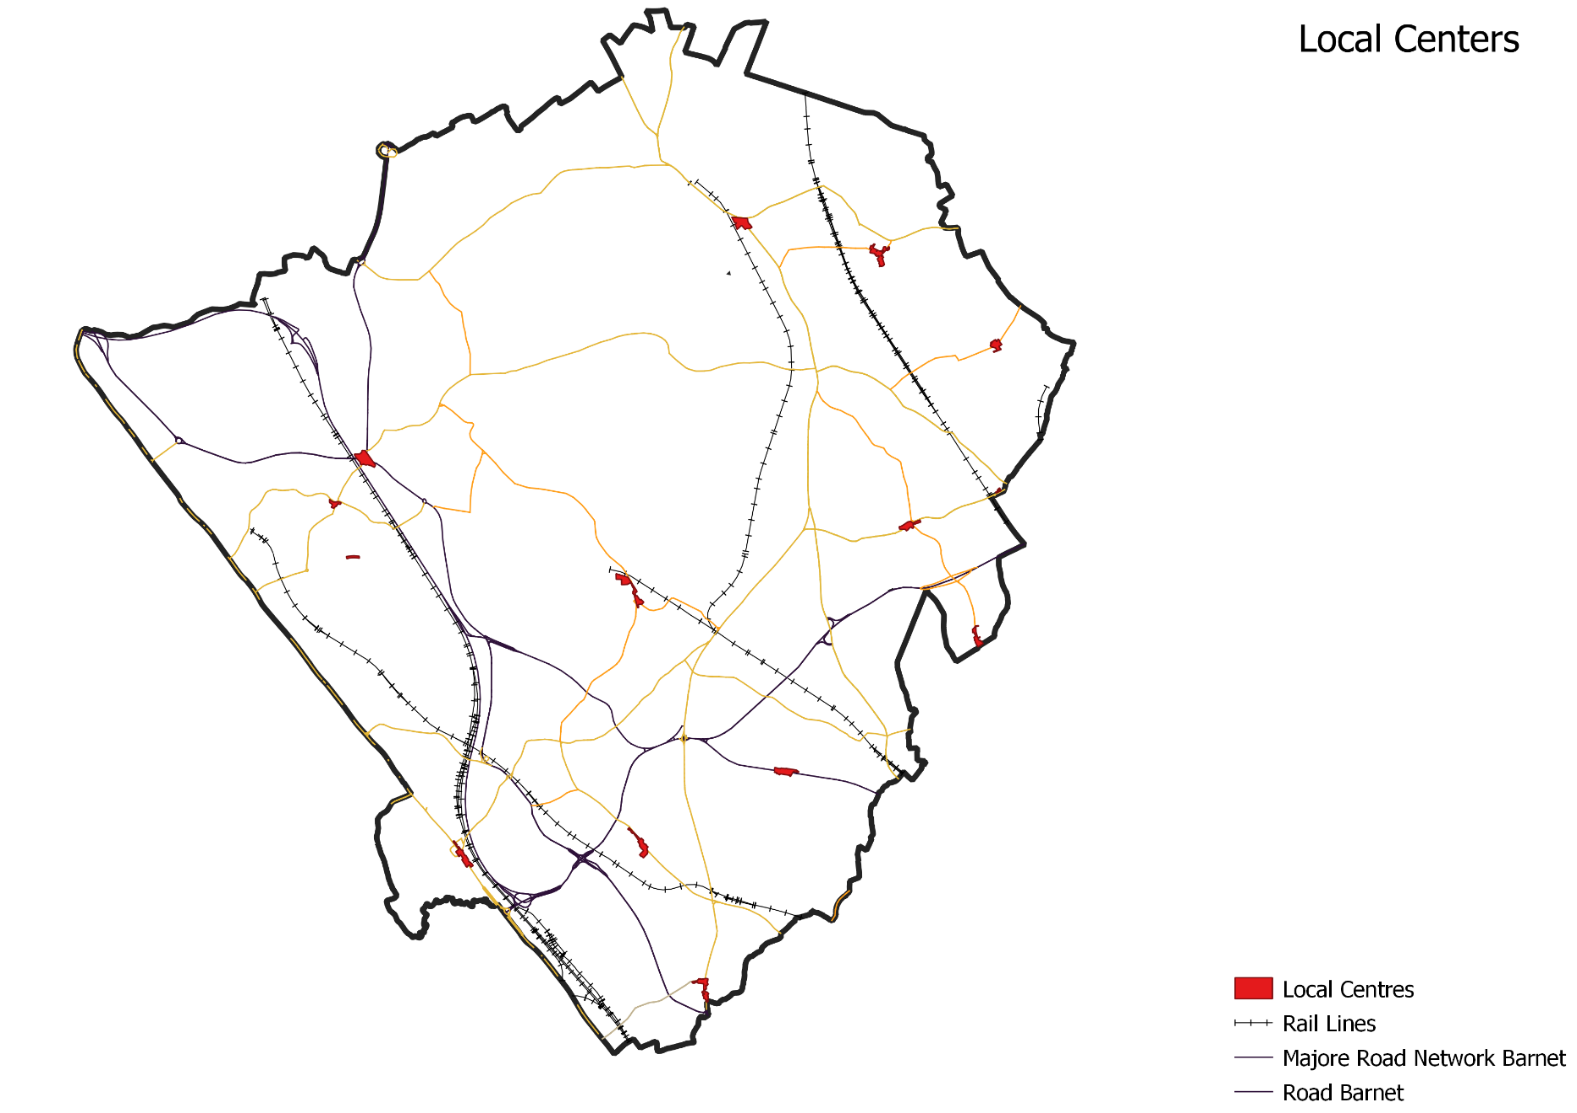 Local Centers
Local Centres
Rail Lines
Majore Road Network Barnet
Road Barnet